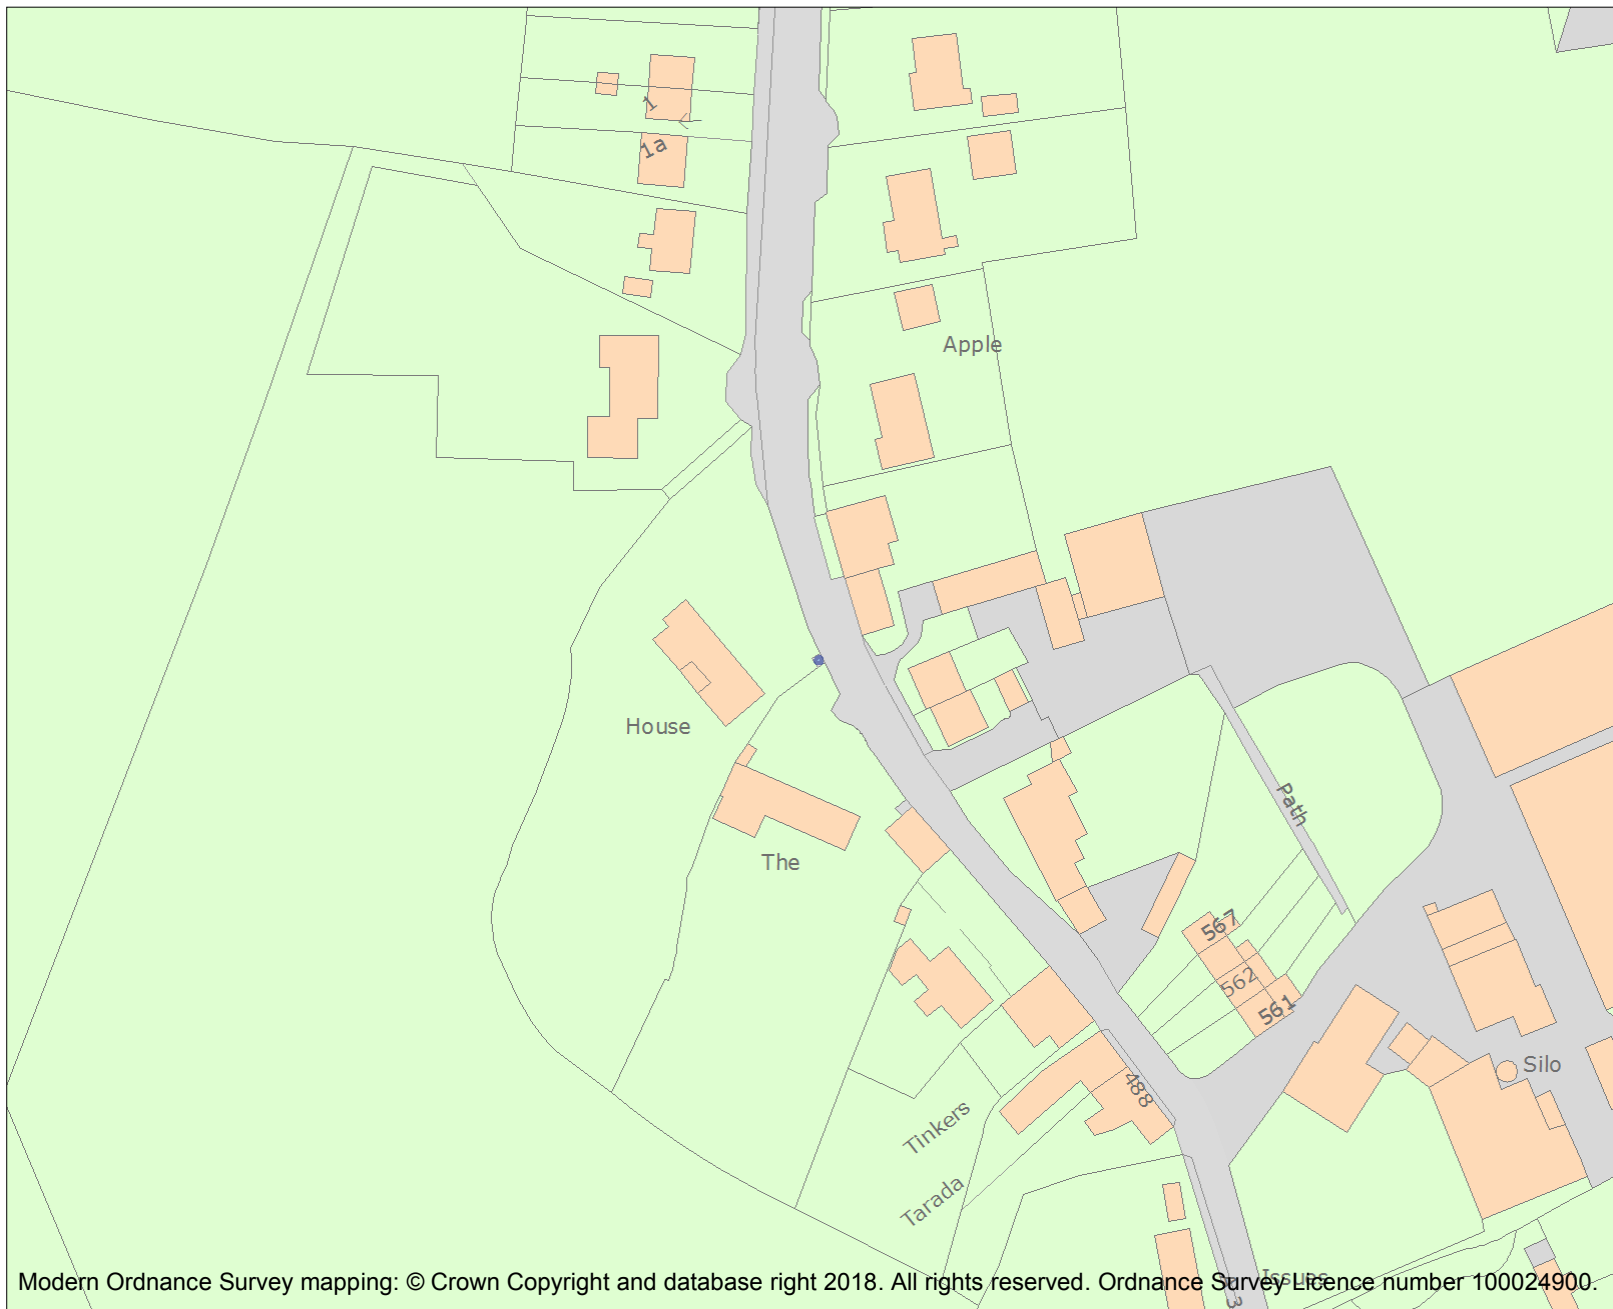 1
1a
Apple
House
The
Path
567
562
561
Silo
488
Tinkers
Tarada
Issues
Modern Ordnance Survey mapping: © Crown Copyright and database right 2018. All rights reserved. Ordnance Survey Licence number 100024900.